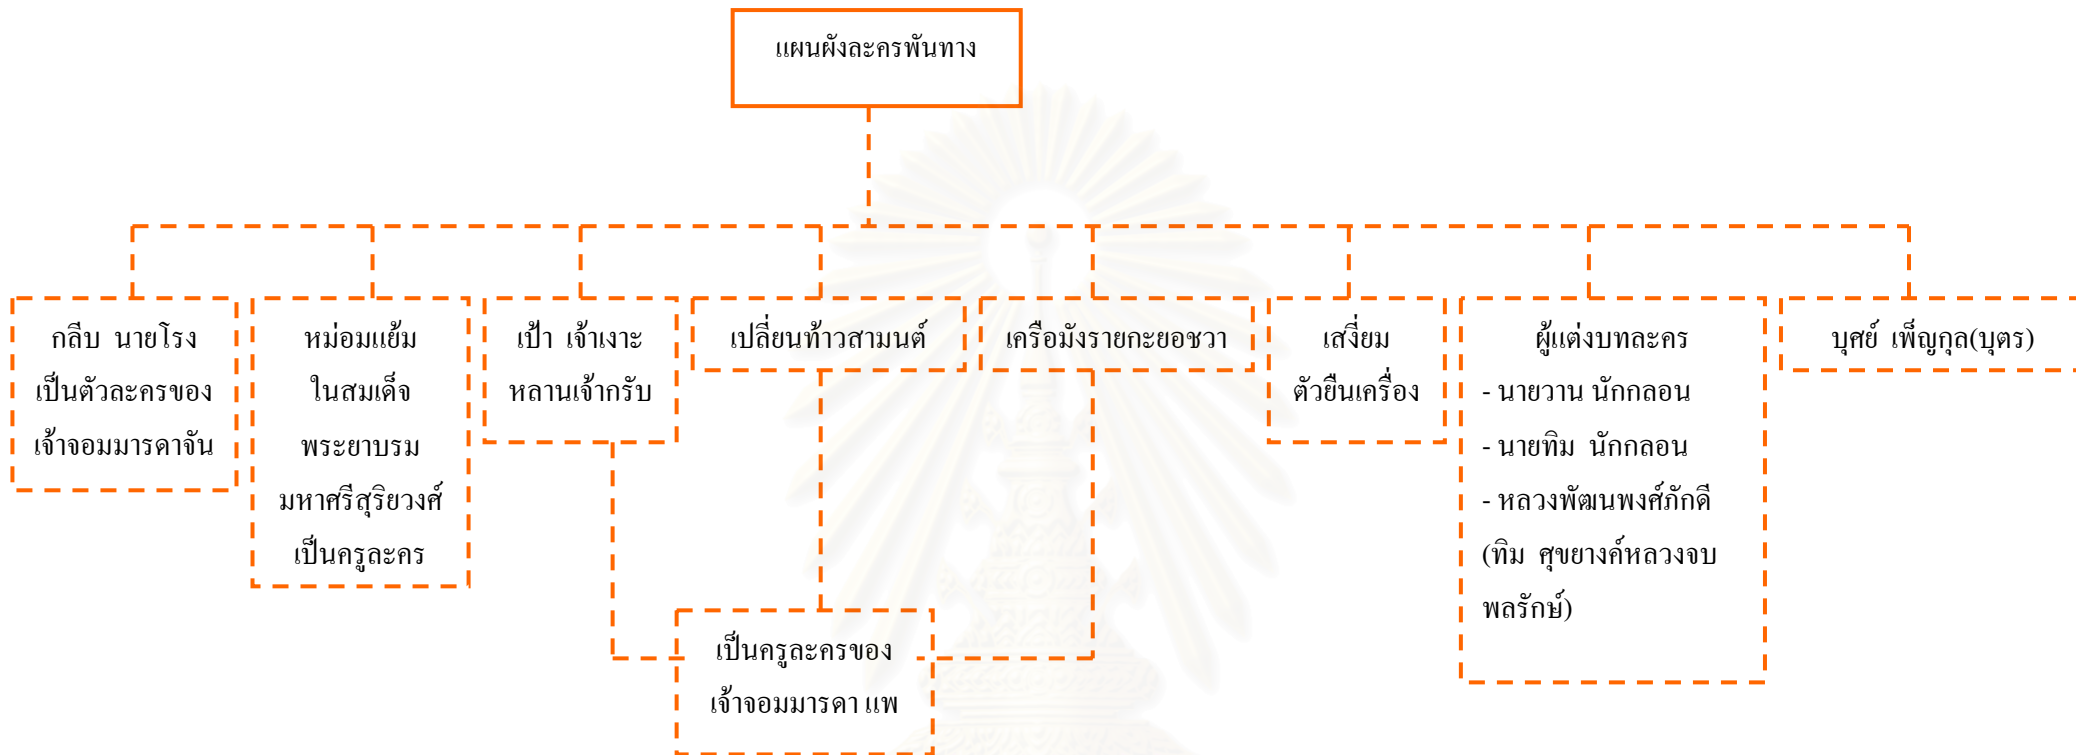 แผนผังละครพันทาง
กลีบ นายโรง
เป็นตัวละครของ
เจ้าจอมมารดาจัน
หม่อมแย้ม
ในสมเด็จ
พระยาบรม
มหาศรีสุริยวงศ์
เป็นครูละคร
เป้า เจ้าเงาะ
หลานเจ้ากรับ
เปลี่ยนท้าวสามนต์
เครือมังรายกะยอชวา
เสงี่ยม
ตัวยืนเครื่อง
ผู้แต่งบทละคร
- นายวาน นักกลอน
- นายทิม นักกลอน
- หลวงพัฒนพงศ์ภักดี
(ทิม ศุขยางค์หลวงจบ
พลรักษ์)
บุศย์ เพ็ญกุล(บุตร)
เป็นครูละครของ
เจ้าจอมมารดา แพ